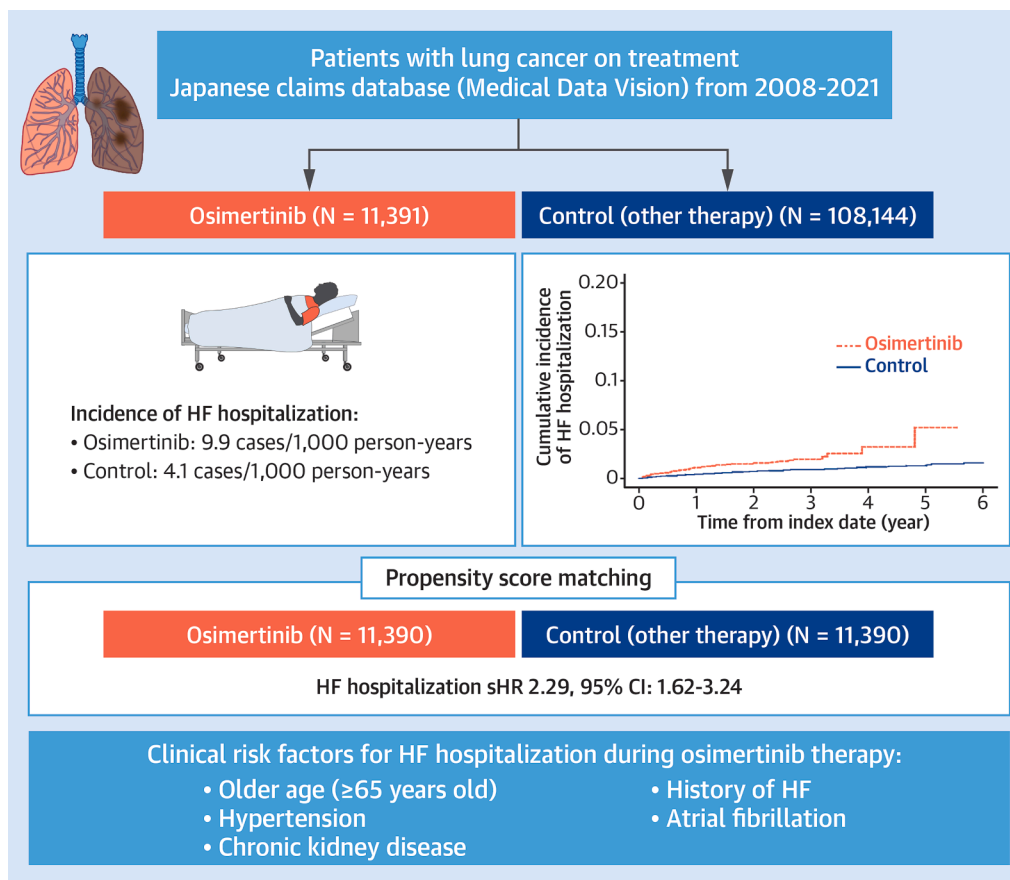 Patients with lung cancer on treatment
Japanese claims database (Medical Data Vision) from 2008-2021
Osimertinib (N = 11,391)
Control (other therapy) (N = 108,144)
Incidence of HF hospitalization:
• Osimertinib: 9.9 cases/1,000 person-years
• Control: 4.1 cases/1,000 person-years
Cumulative incidence
of HF hospitalization
0.20
0.15
0.1
0.05
0
Osimertinib
Control
0 1 2 3 4 5 6
Time from index date (year)
Propensity score matching
Osimertinib (N = 11,390)
Control (other therapy) (N = 11,390)
HF hospitalization sHR 2.29, 95% CI: 1.62-3.24
Clinical risk factors for HF hospitalization during osimertinib therapy:
• Older age (≥65 years old)
• Hypertension
• Chronic kidney disease
• History of HF
• Atrial fibrillation